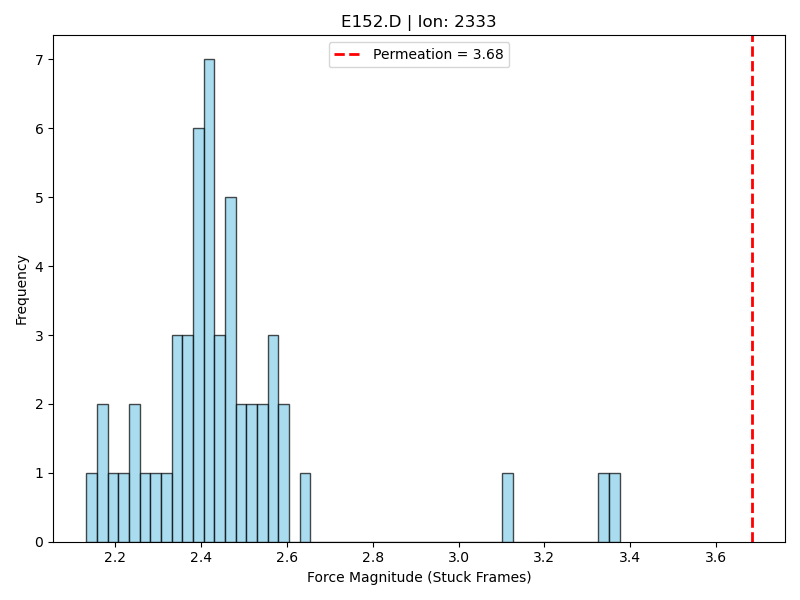 E152.D | Ion: 2333
Permeation = 3.68
7
6
5
4
3
2
1
0
Frequency
2.2 2.4 2.6 2.8 3.0 3.2 3.4 3.6
Force Magnitude (Stuck Frames)